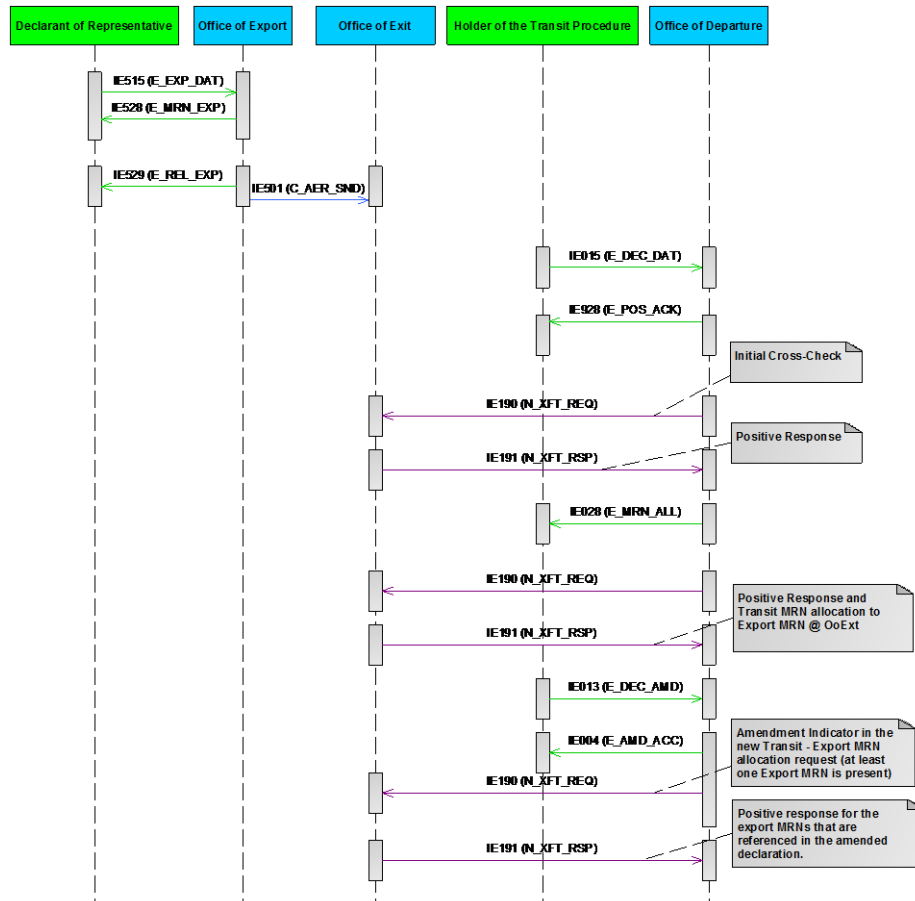 Declarant of Representative
Office of Export
Office of Exit
Holder of the Transit Procedure
Office of Departure
IE515 (E_EXP_DAT)
IE528 (E_MRN_EXP)
IE529 (E_REL_EXP)
IE501 (C_AER_SND)
IE015 (E_DEC_DAT)
IE928 (E_POS_ACK)
Initial Cross-Check
IE190 (N_XFT_REQ)
Positive Response
IE191 (N_XFT_RSP)
IE028 (E_MRN_ALL)
IE190 (N_XFT_REQ)
Positive Response and
Transit MRN allocation to
Export MRN @ OoExt
IE191 (N_XFT_RSP)
IE013 (E_DEC_AMD)
IE004 (E_AMD_ACC)
Amendment Indicator in the
new Transit - Export MRN
allocation request (at least
one Export MRN is present)
IE190 (N_XFT_REQ)
Positive response for the
export MRNs that are
referenced in the amended
declaration.
IE191 (N_XFT_RSP)